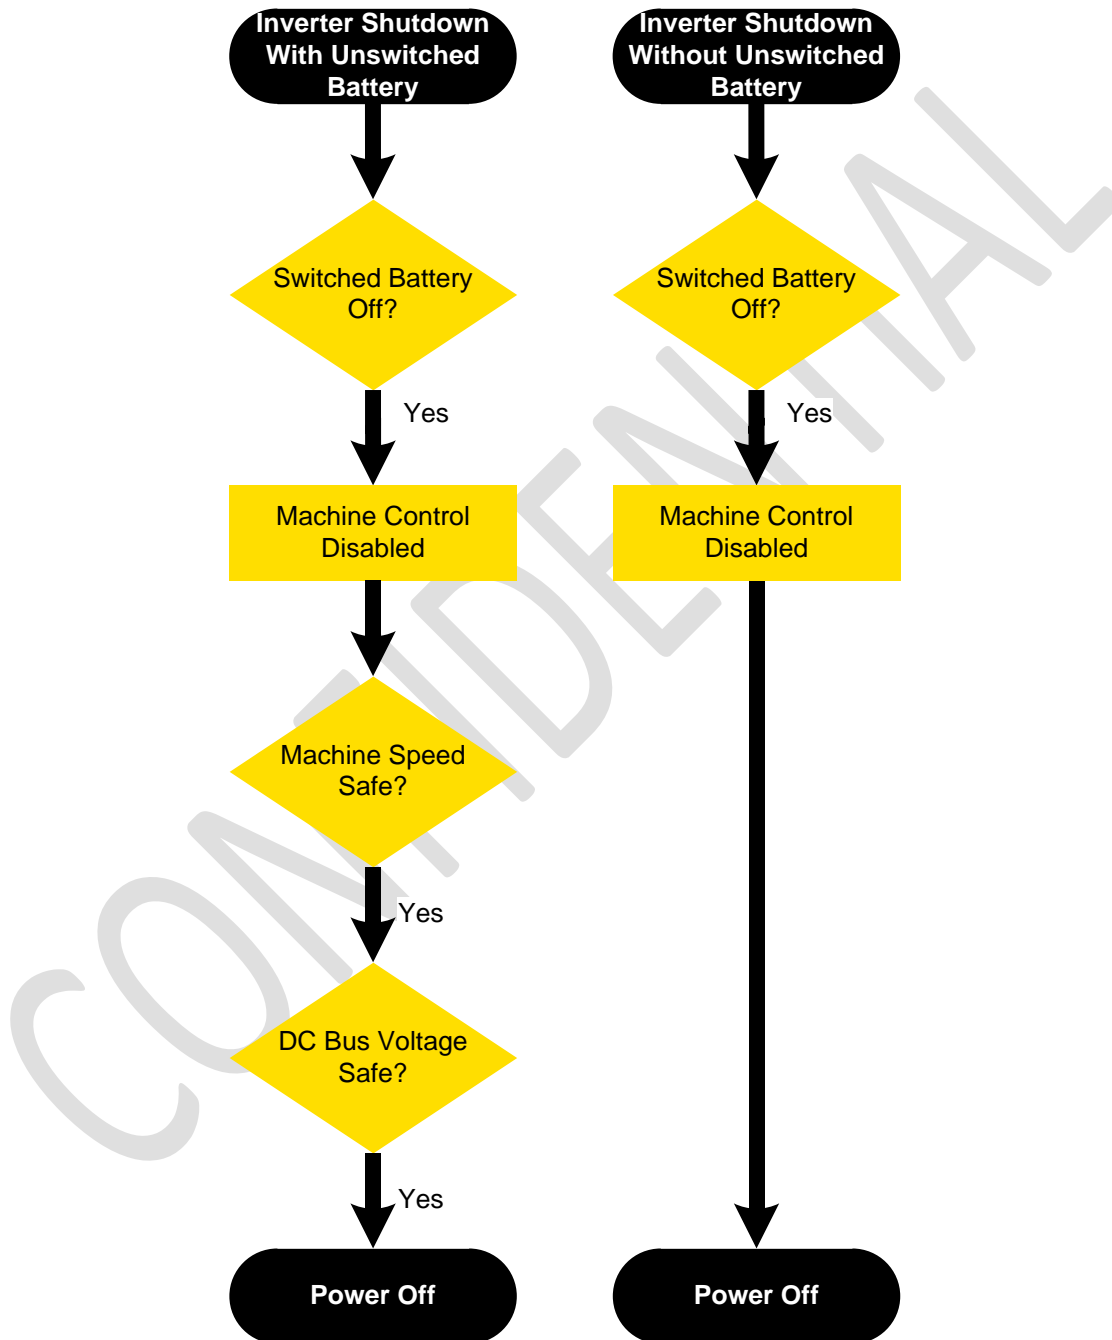 Inverter Shutdown
With Unswitched
Battery
Switched Battery
Off?
Yes
Machine Control
Disabled
Machine Speed
Safe?
Yes
DC Bus Voltage
Safe?
Yes
Power Off
Inverter Shutdown
Without Unswitched
Battery
Switched Battery
Off?
Yes
Machine Control
Disabled
Power Off
CONFIDENTIAL